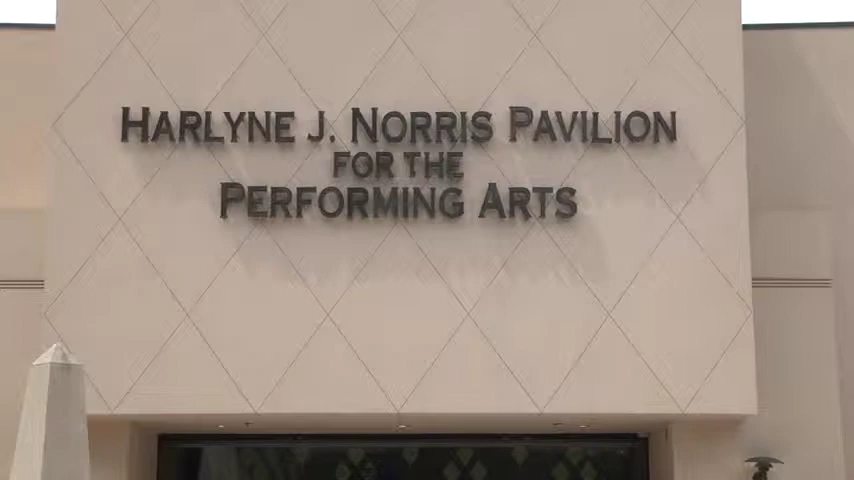 HARLYNE J. NORRIS PAVILION
FOR THE
PERFORMING ARTS